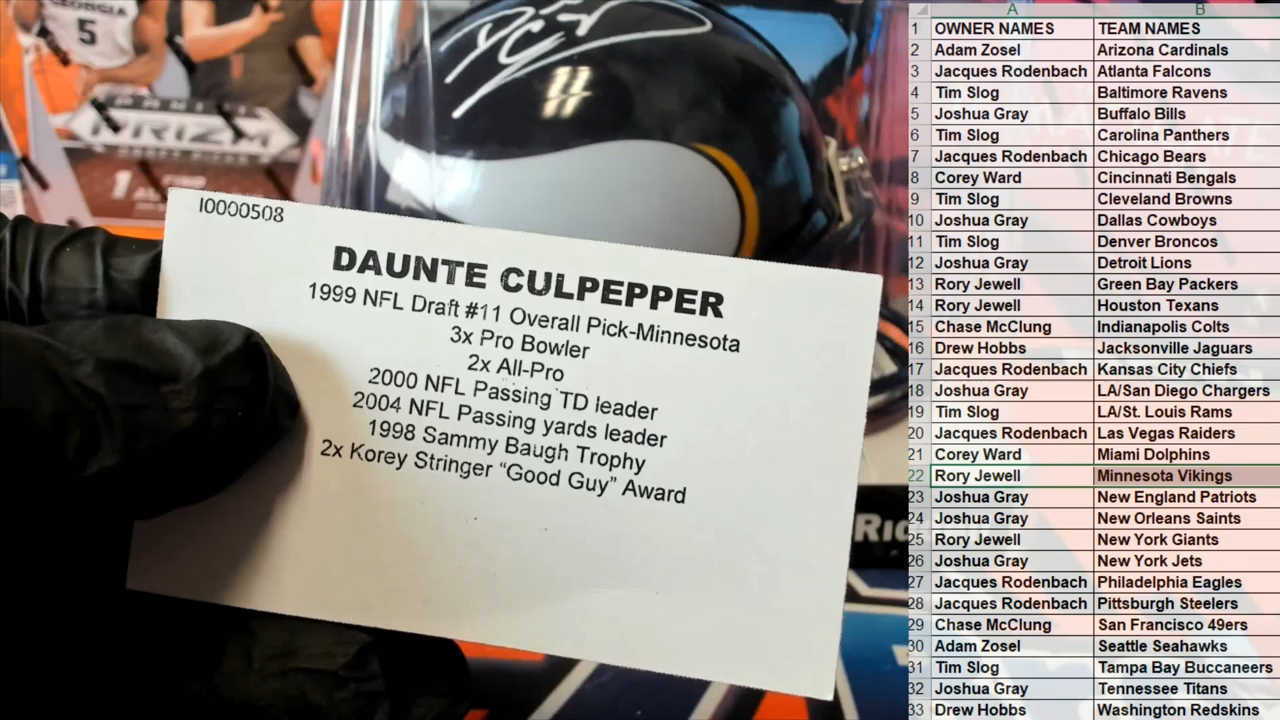 GEORGIA
5
PANINI
PRIZM
DRAFT PICKS
1
11
I0000508
DAUNTE CULPEPPER
1999 NFL Draft #11 Overall Pick-Minnesota
3x Pro Bowler
2x All-Pro
2000 NFL Passing TD leader
2004 NFL Passing yards leader
1998 Sammy Baugh Trophy
2x Korey Stringer “Good Guy” Award
A B
1 OWNER NAMES TEAM NAMES
2 Adam Zosel Arizona Cardinals
3 Jacques Rodenbach Atlanta Falcons
4 Tim Slog Baltimore Ravens
5 Joshua Gray Buffalo Bills
6 Tim Slog Carolina Panthers
7 Jacques Rodenbach Chicago Bears
8 Corey Ward Cincinnati Bengals
9 Tim Slog Cleveland Browns
10 Joshua Gray Dallas Cowboys
11 Tim Slog Denver Broncos
12 Joshua Gray Detroit Lions
13 Rory Jewell Green Bay Packers
14 Rory Jewell Houston Texans
15 Chase McClung Indianapolis Colts
16 Drew Hobbs Jacksonville Jaguars
17 Jacques Rodenbach Kansas City Chiefs
18 Joshua Gray LA/San Diego Chargers
19 Tim Slog LA/St. Louis Rams
20 Jacques Rodenbach Las Vegas Raiders
21 Corey Ward Miami Dolphins
22 Rory Jewell Minnesota Vikings
23 Joshua Gray New England Patriots
24 Joshua Gray New Orleans Saints
25 Rory Jewell New York Giants
26 Joshua Gray New York Jets
27 Jacques Rodenbach Philadelphia Eagles
28 Jacques Rodenbach Pittsburgh Steelers
29 Chase McClung San Francisco 49ers
30 Adam Zosel Seattle Seahawks
31 Tim Slog Tampa Bay Buccaneers
32 Joshua Gray Tennessee Titans
33 Drew Hobbs Washington Redskins